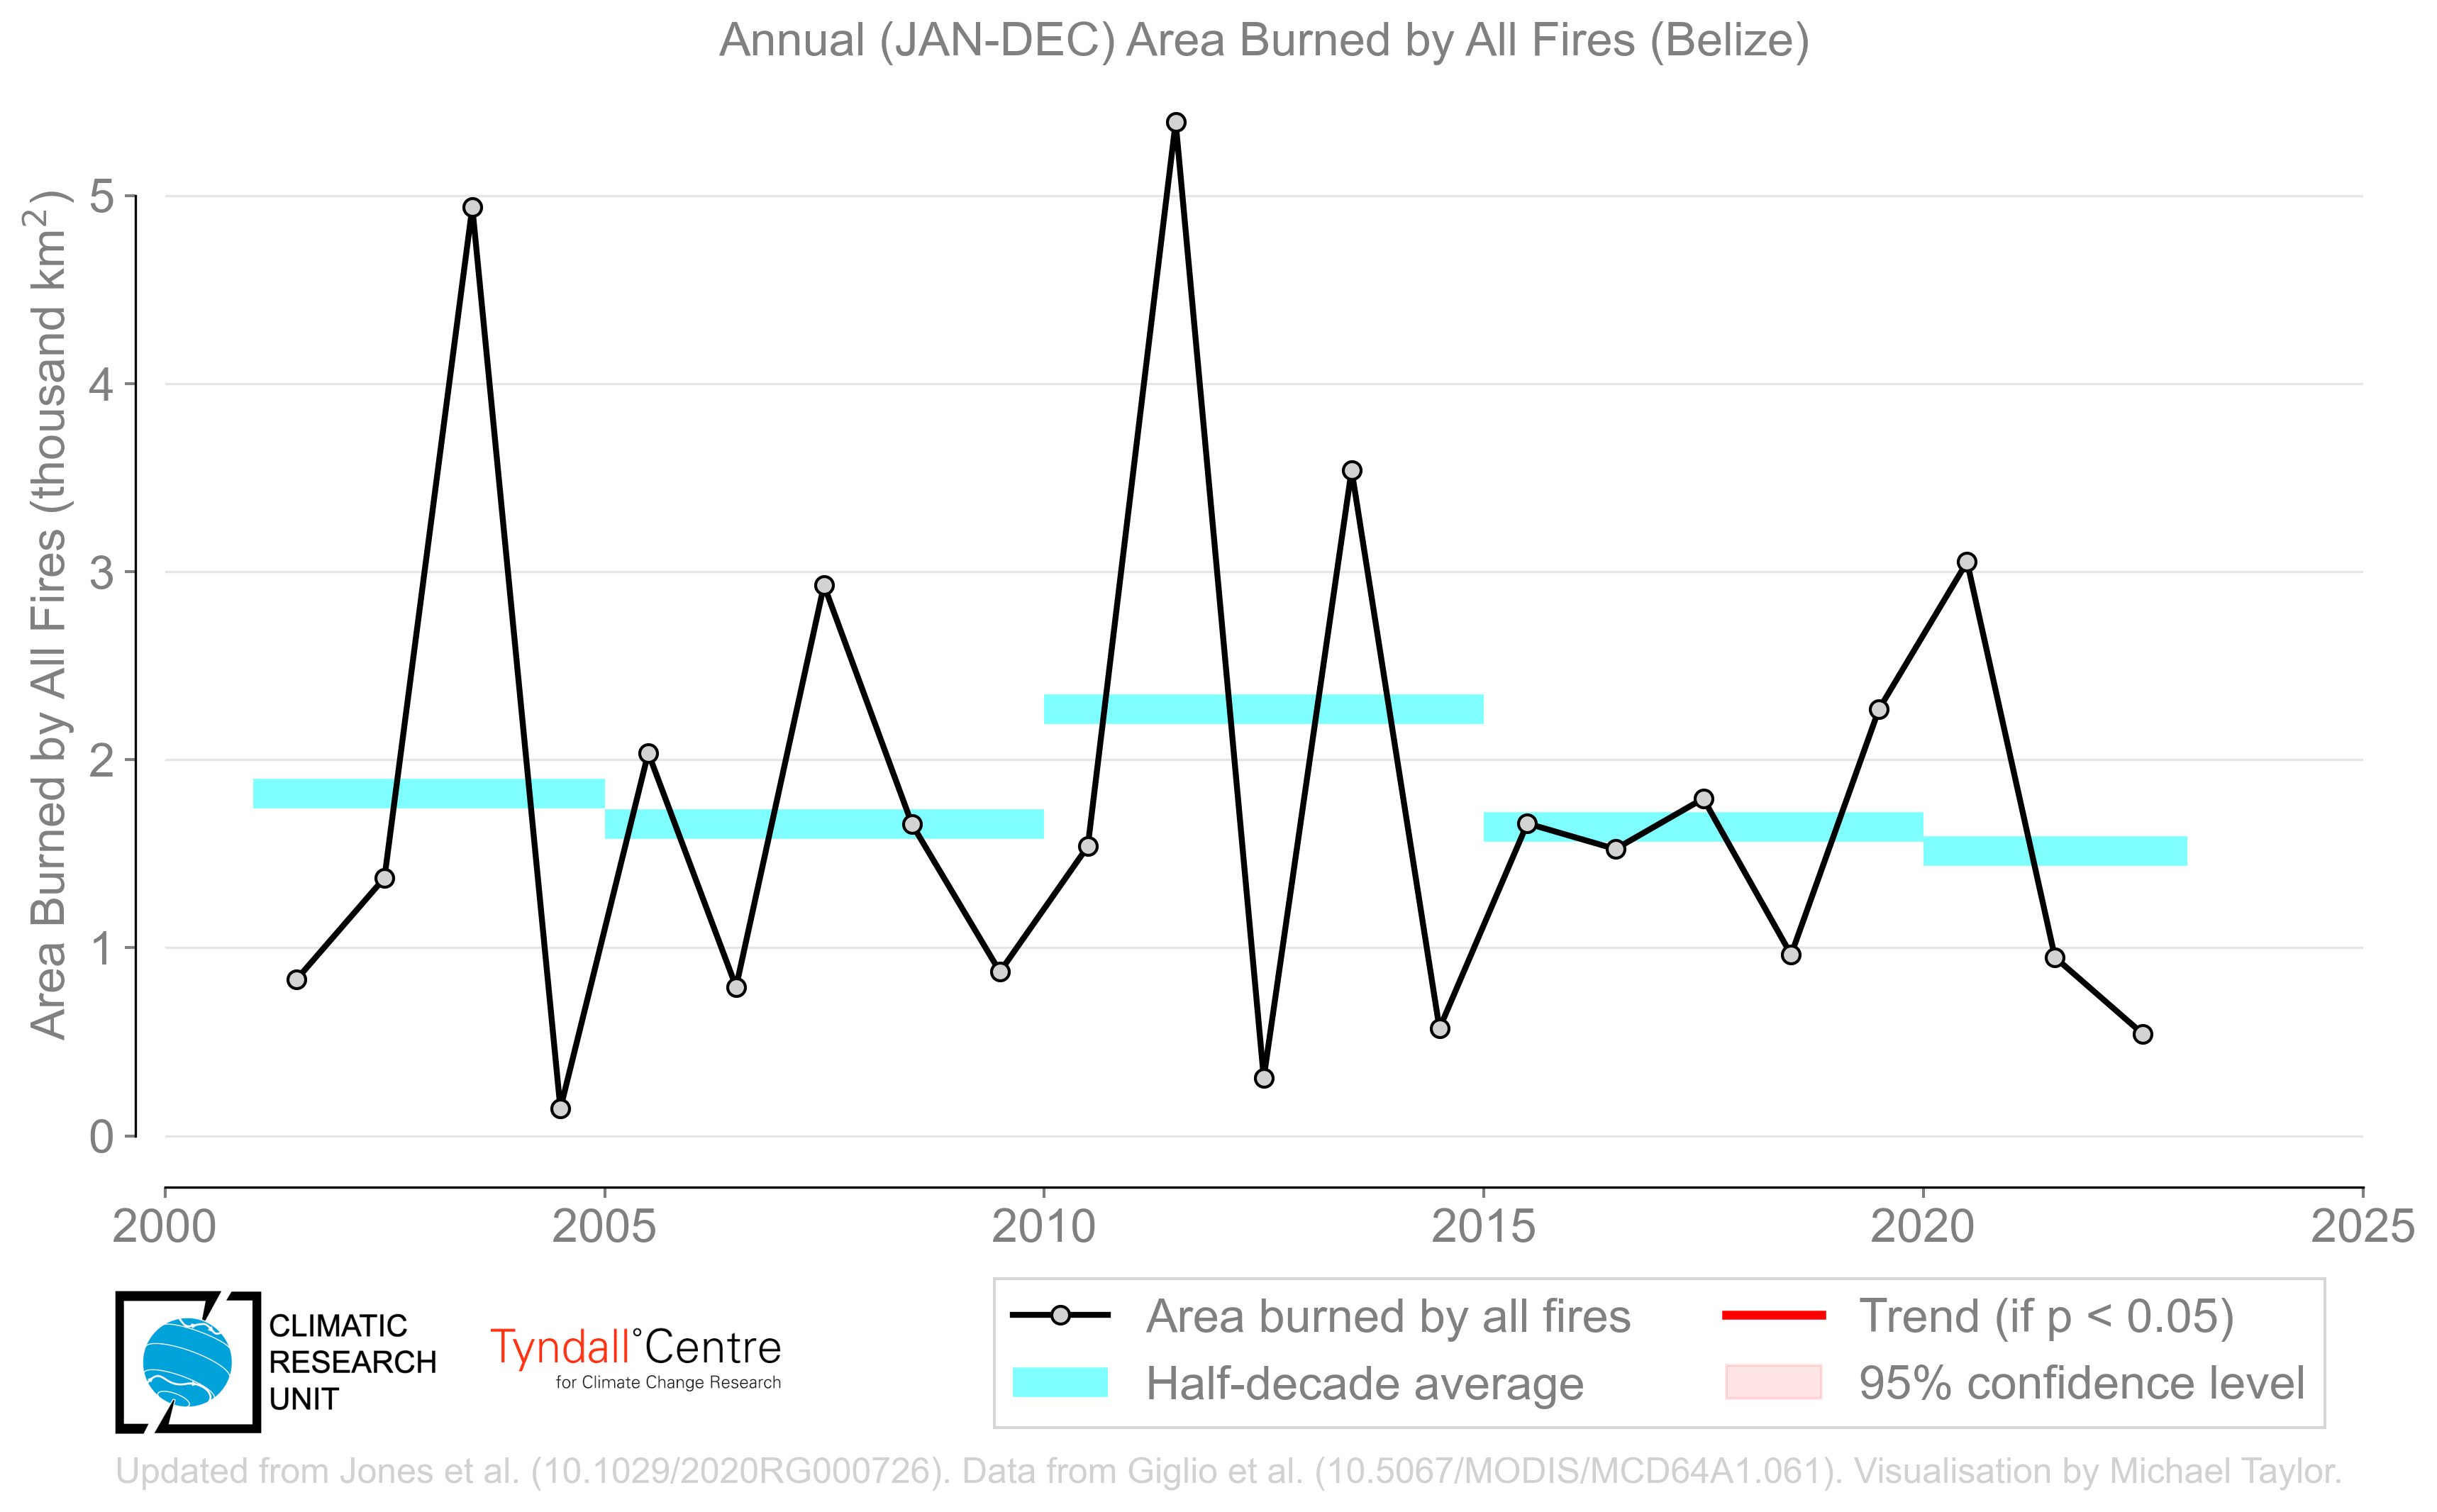 Annual (JAN-DEC) Area Burned by All Fires (Belize)
Area Burned by All Fires (thousand km²)
5
4
3
2
1
0
2000 2005 2010 2015 2020 2025
CLIMATIC
RESEARCH
UNIT
Tyndall°Centre
for Climate Change Research
Area burned by all fires
Half-decade average
Trend (if p < 0.05)
95% confidence level
Updated from Jones et al. (10.1029/2020RG000726). Data from Giglio et al. (10.5067/MODIS/MCD64A1.061). Visualisation by Michael Taylor.